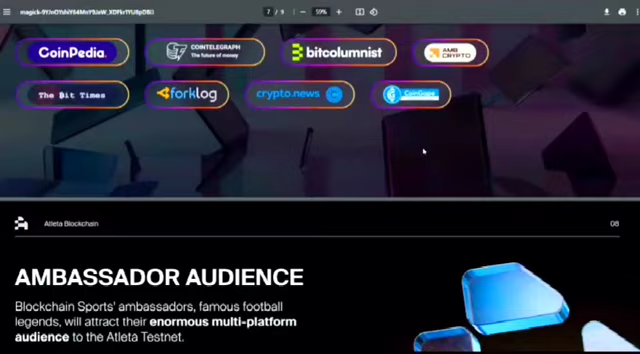 7 / 9
59%
CoinPedia
COINTELEGRAPH
The future of money
bitcolumnist
AMB
CRYPTO
The Bit Times
forklog
crypto.news
CoinGape
Atleta Blockchain
08
AMBASSADOR AUDIENCE
Blockchain Sports' ambassadors, famous football
legends, will attract their enormous multi-platform
audience to the Atleta Testnet.